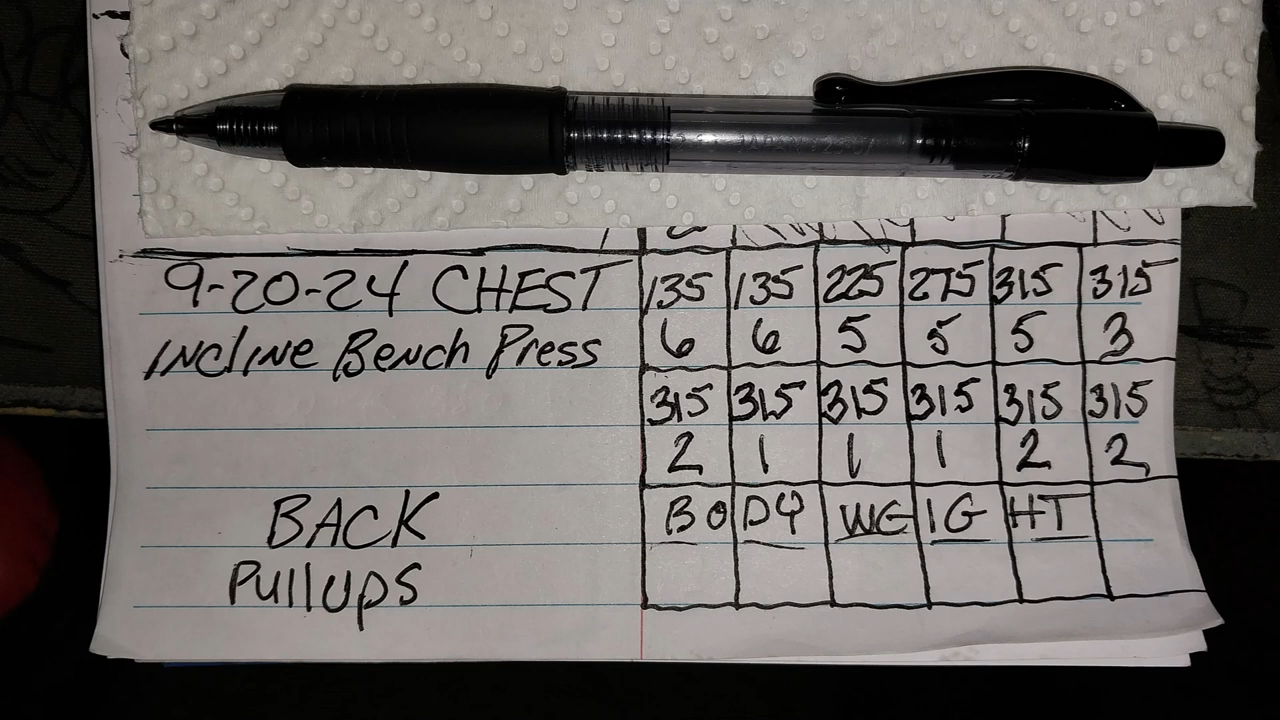 9-20-24 CHEST 135 135 225 275 315 315
INclINE BeNch Press 6 6 5 5 5 3
315 315 315 315 315 315
2 1 1 1 2 2
BACK BODY WEIGHT
Pullups